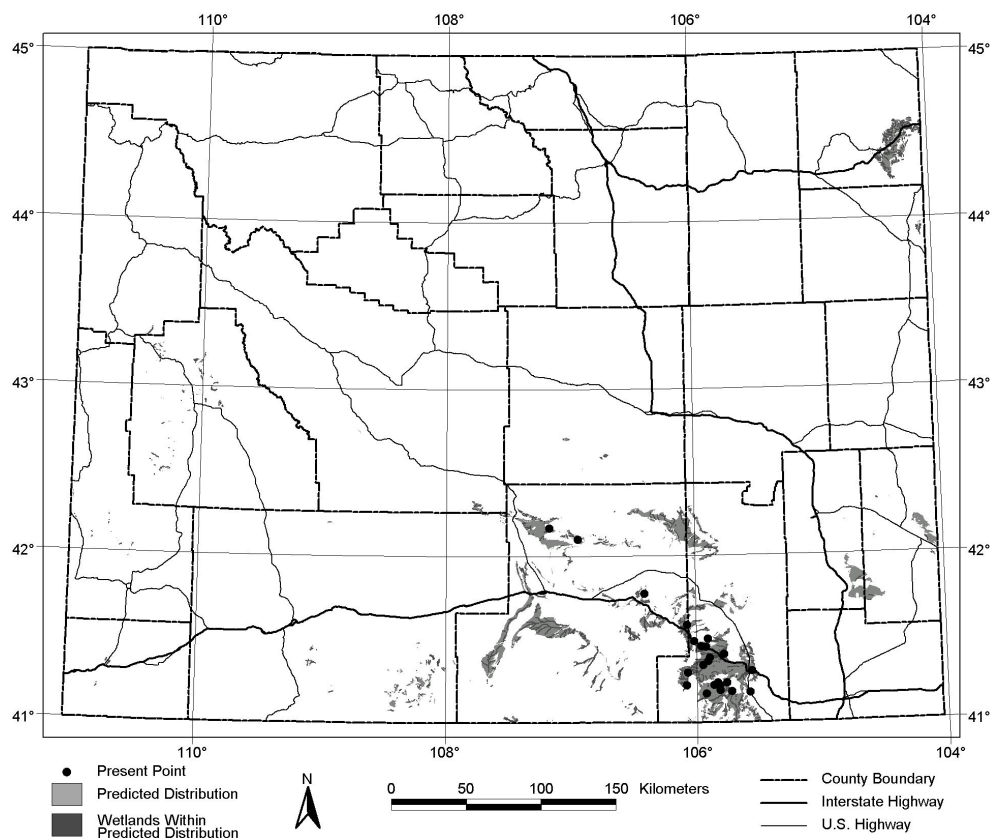 110° 108° 106° 104°
45° 45°
44° 44°
43° 43°
42° 42°
41° 41°
110° 108° 106° 104°
Present Point
Predicted Distribution
Wetlands Within
Predicted Distribution
N
0 50 100 150 Kilometers
County Boundary
Interstate Highway
U.S. Highway